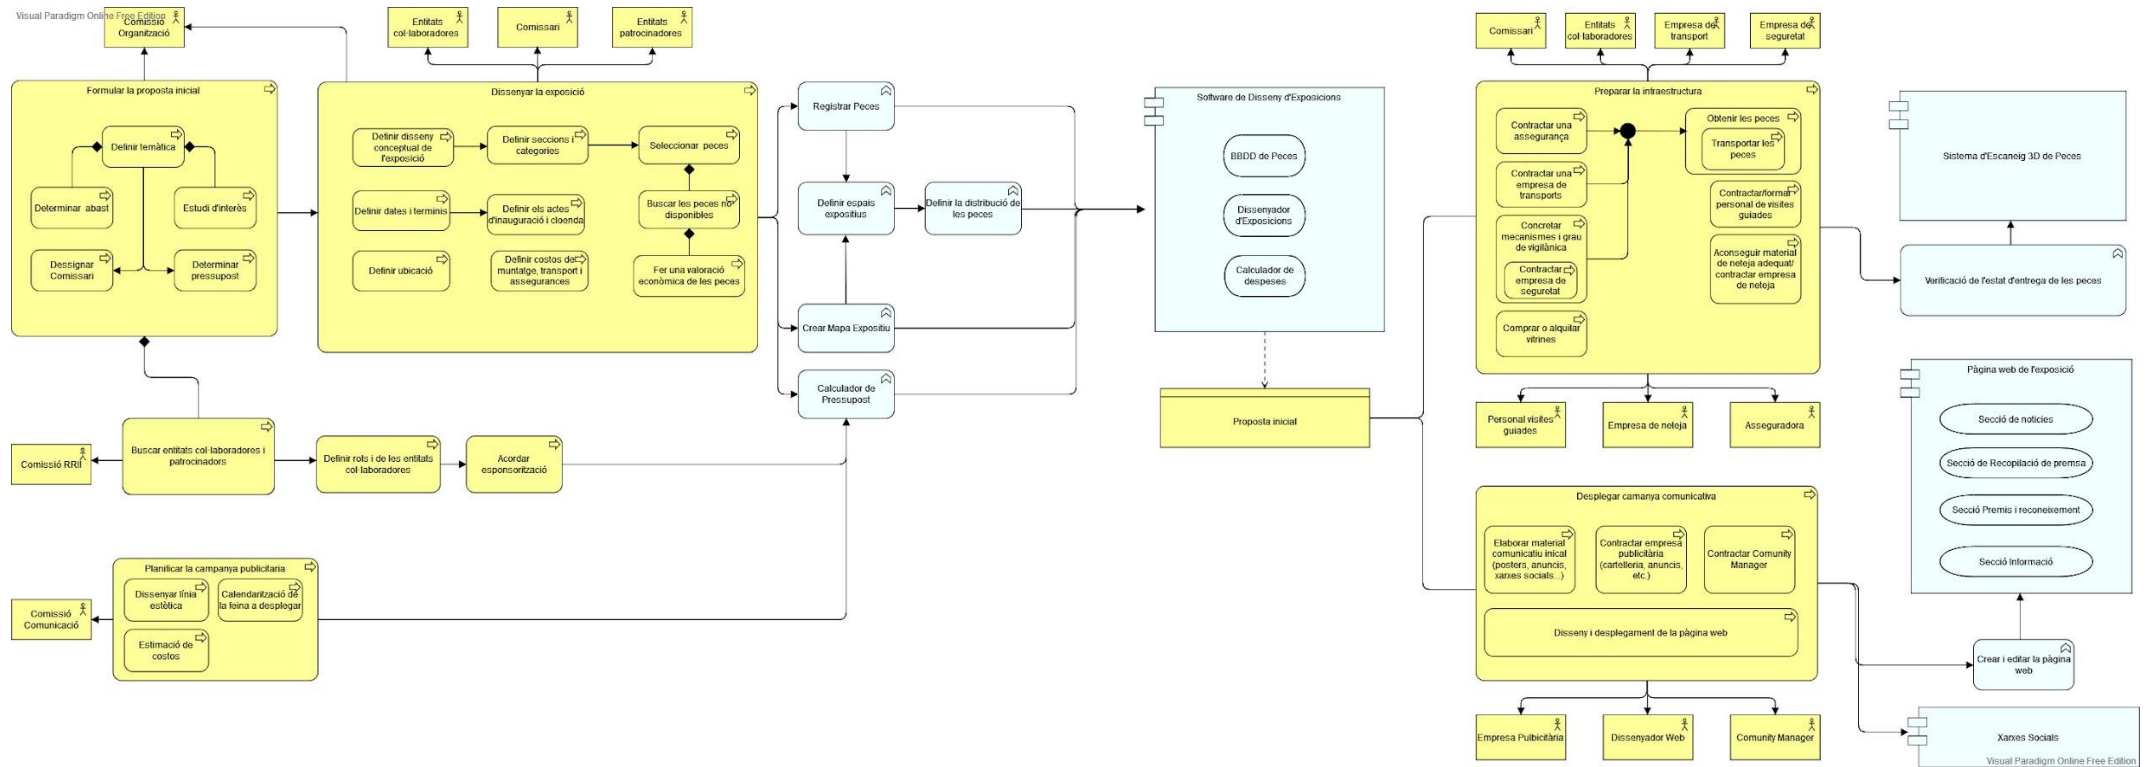 Visual Paradigm Online Free Edition
Comissió
Organització
Entitats
col·laboradores
Comissari
Entitats
patrocinadores
Formular la proposta inicial
Definir temàtica
Determinar abast
Estudi d'interès
Dessignar
Comissari
Determinar
pressupost
Dissenyar la exposició
Definir disseny
conceptual de
l'exposició
Definir seccions i
categories
Seleccionar peces
Definir dates i terminis
Definir els actes
d'inauguració i cloenda
Buscar les peces no
disponibles
Definir ubicació
Definir costos de
muntatge, transport i
assegurances
Fer una valoració
econòmica de les peces
Registrar Peces
Definir espais
expositius
Definir la distribució de
les peces
Crear Mapa Expositiu
Calculador de
Pressupost
Comissió RRII
Buscar entitats col·laboradores i
patrocinadors
Definir rols i de les entitats
col·laboradores
Acordar
esponsorització
Comissió
Comunicació
Planificar la campanya publicitaria
Dissenyar línia
estètica
Calendarització de
la feina a desplegar
Estimació de
costos
Software de Disseny d'Exposicions
BBDD de Peces
Dissenyador
d'Exposicions
Calculador de
despeses
Proposta inicial
Comissari
Entitats
col·laboradores
Empresa de
transport
Empresa de
seguretat
Preparar la infraestructura
Contractar una
assegurança
Obtenir les peces
Transportar les
peces
Contractar una
empresa de
transports
Contractar/formar
personal de visites
guiades
Concretar
mecanismes i grau
de vigilànica
Contractar
empresa de
seguretat
Aconseguir material
de neteja adequat/
contractar empresa
de neteja
Comprar o alquilar
vitrines
Personal visites
guiades
Empresa de neteja
Asseguradora
Desplegar camanya comunicativa
Elaborar material
comunicatiu inical
(posters, anuncis,
xarxes socials...)
Contractar empresa
publicitària
(cartelleria, anuncis,
etc.)
Contractar Comunity
Manager
Disseny i desplegament de la pàgina web
Empresa Pulbicitària
Dissenyador Web
Comunity Manager
Sistema d'Escaneig 3D de Peces
Verificació de l'estat d'entrega de les peces
Pàgina web de l'exposició
Secció de noticies
Secció de Recopilació de premsa
Secció Premis i reconeixement
Secció Informació
Crear i editar la pàgina
web
Xarxes Socials
Visual Paradigm Online Free Edition